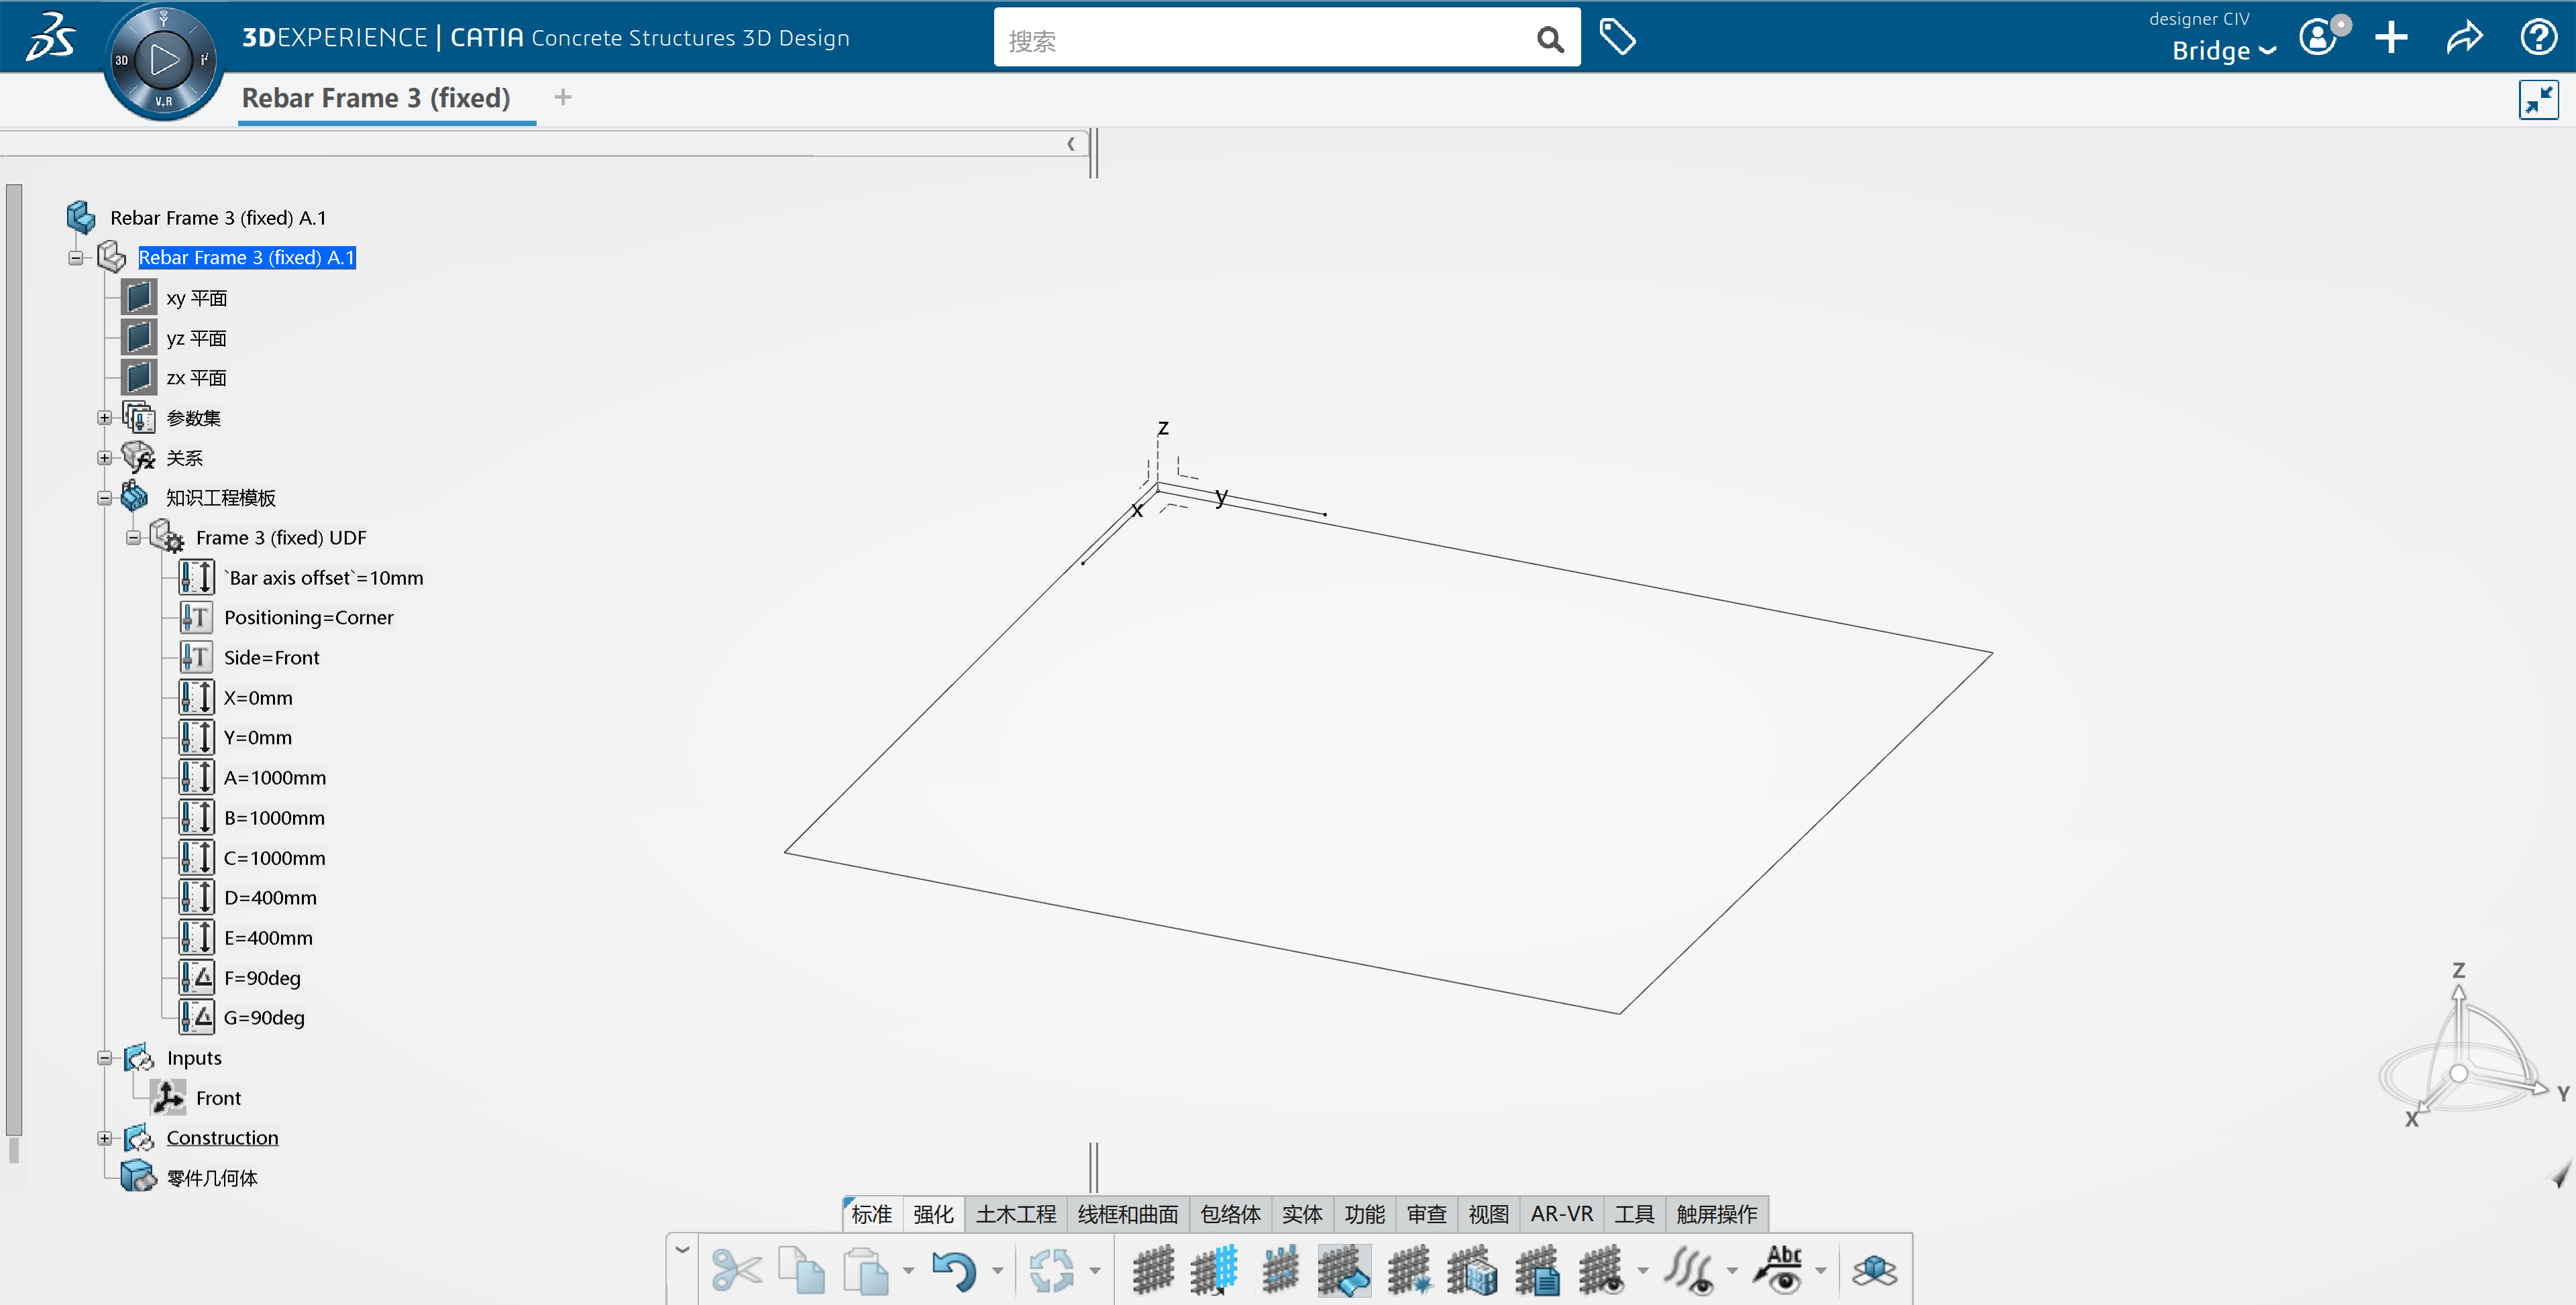 3DEXPERIENCE | CATIA Concrete Structures 3D Design
搜索
designer CIV
Bridge
3D
V,R
Rebar Frame 3 (fixed)
Rebar Frame 3 (fixed) A.1
Rebar Frame 3 (fixed) A.1
xy 平面
yz 平面
zx 平面
参数集
关系
知识工程模板
Frame 3 (fixed) UDF
`Bar axis offset`=10mm
Positioning=Corner
Side=Front
X=0mm
Y=0mm
A=1000mm
B=1000mm
C=1000mm
D=400mm
E=400mm
F=90deg
G=90deg
Inputs
Front
Construction
零件几何体
z
y
x
Z
Y
X
标准 强化 土木工程 线框和曲面 包络体 实体 功能 审查 视图 AR-VR 工具 触屏操作
Abc